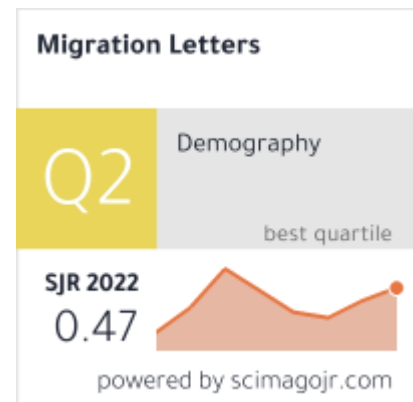 Migration Letters
Q2
Demography
best quartile
SJR 2022
0.47
powered by scimagojr.com